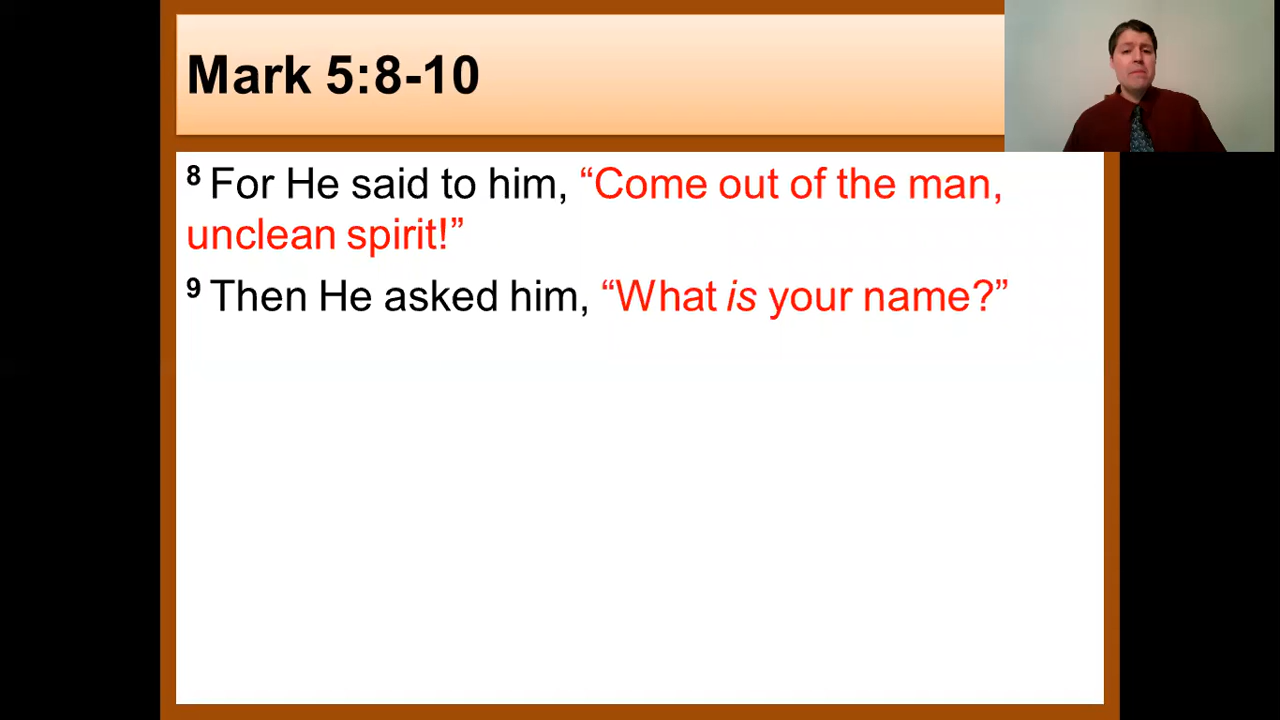 Mark 5:8-10
8 For He said to him, “Come out of the man,
unclean spirit!”
9 Then He asked him, “What is your name?”